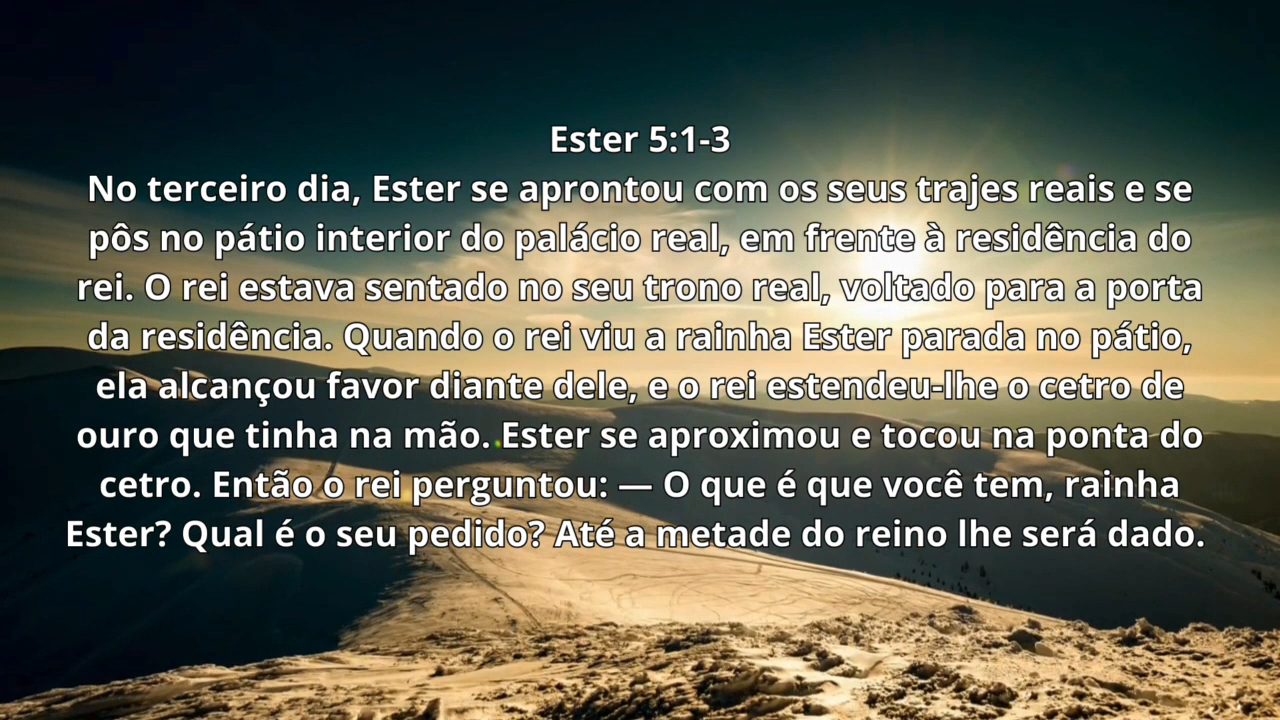 Ester 5:1-3
No terceiro dia, Ester se aprontou com os seus trajes reais e se
pôs no pátio interior do palácio real, em frente à residência do
rei. O rei estava sentado no seu trono real, voltado para a porta
da residência. Quando o rei viu a rainha Ester parada no pátio,
ela alcançou favor diante dele, e o rei estendeu-lhe o cetro de
ouro que tinha na mão. Ester se aproximou e tocou na ponta do
cetro. Então o rei perguntou: — O que é que você tem, rainha
Ester? Qual é o seu pedido? Até a metade do reino lhe será dado.